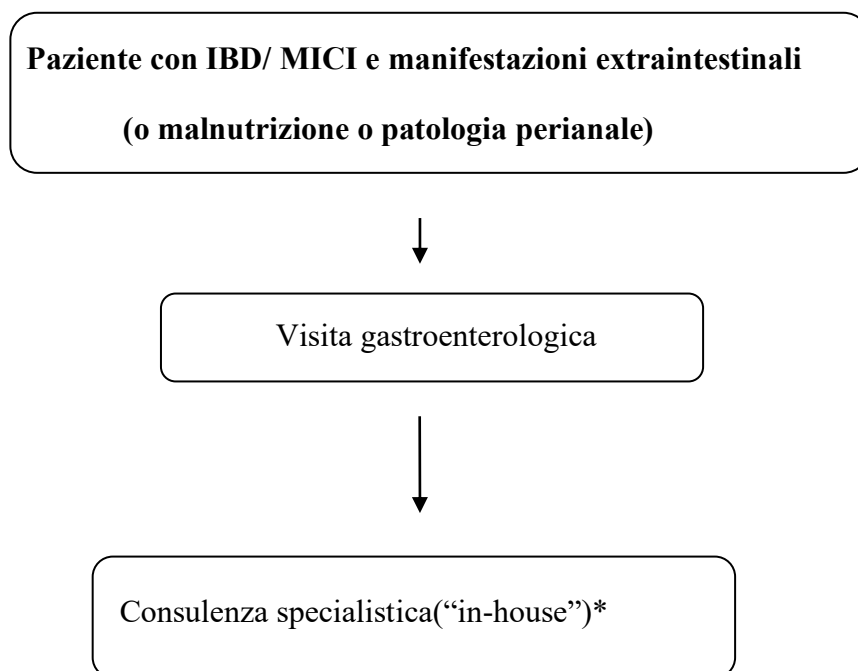 Paziente con IBD/ MICI e manifestazioni extraintestinali
(o malnutrizione o patologia perianale)
Visita gastroenterologica
Consulenza specialistica(“in-house”)*